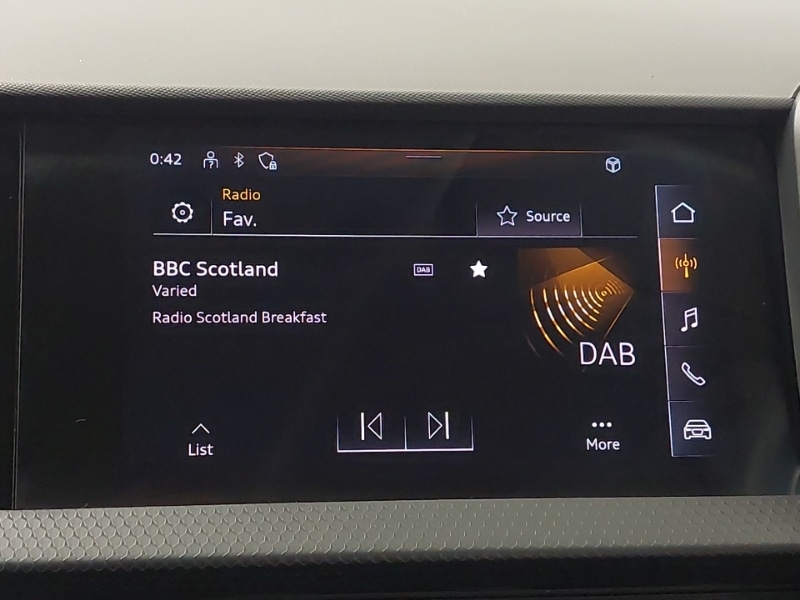 0:42
Radio
Fav.
Source
BBC Scotland
DAB
Varied
Radio Scotland Breakfast
DAB
List
More